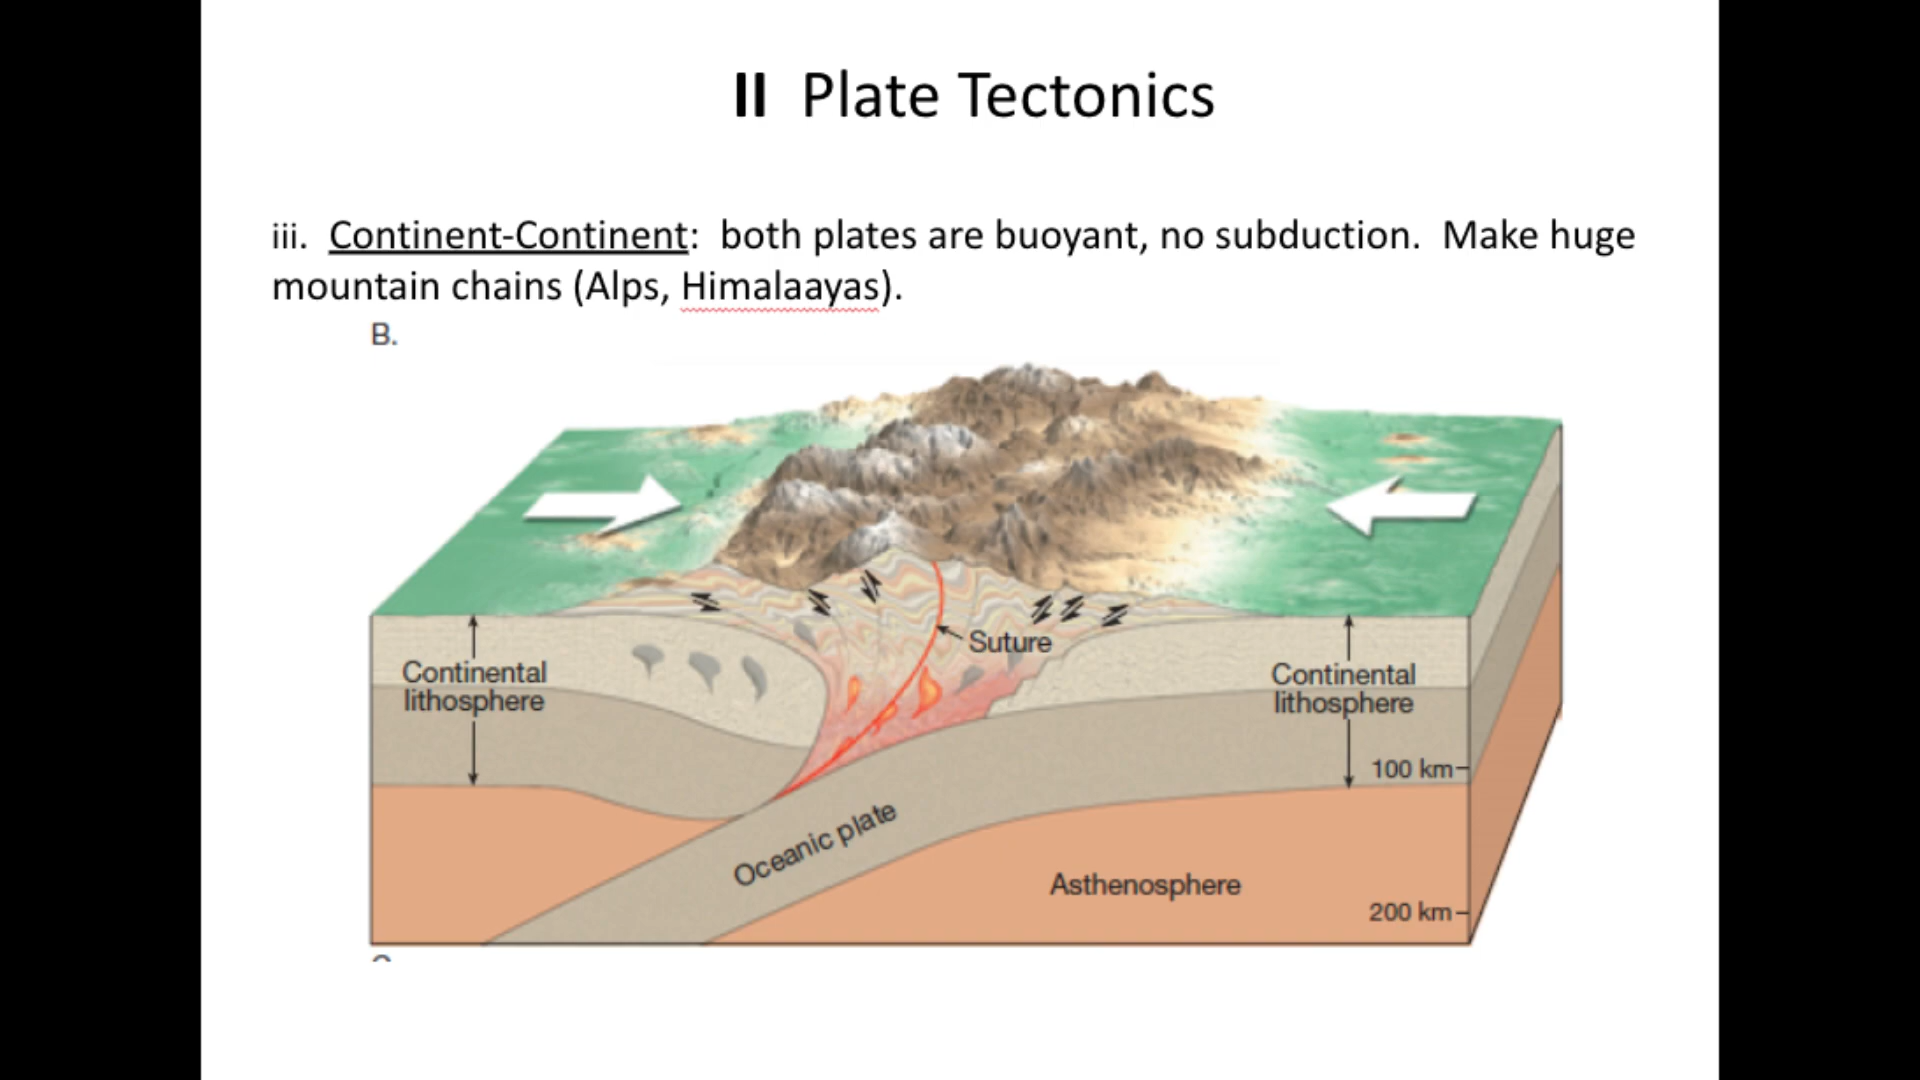 II Plate Tectonics
iii. Continent-Continent: both plates are buoyant, no subduction. Make huge
mountain chains (Alps, Himalaayas).
B.
Suture
Continental
lithosphere
Continental
lithosphere
100 km
Oceanic plate
Asthenosphere
200 km